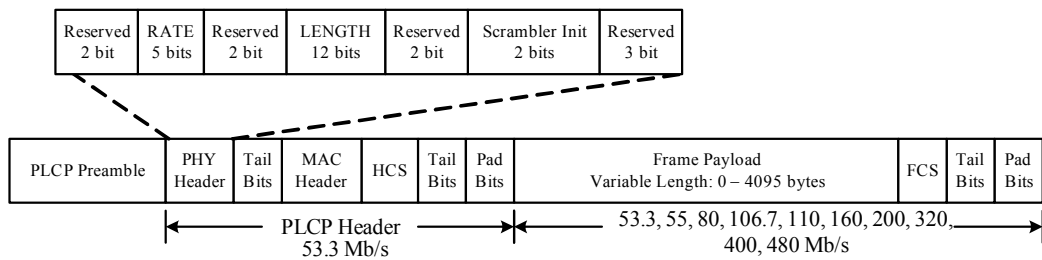 Reserved 2 bit
RATE 5 bits
Reserved 2 bit
LENGTH 12 bits
Reserved 2 bit
Scrambler Init 2 bits
Reserved 3 bit
PLCP Preamble
PHY Header
Tail Bits
MAC Header
HCS
Tail Bits
Pad Bits
Frame Payload
Variable Length: 0 – 4095 bytes
FCS
Tail Bits
Pad Bits
PLCP Header
53.3 Mb/s
53.3, 55, 80, 106.7, 110, 160, 200, 320,
400, 480 Mb/s